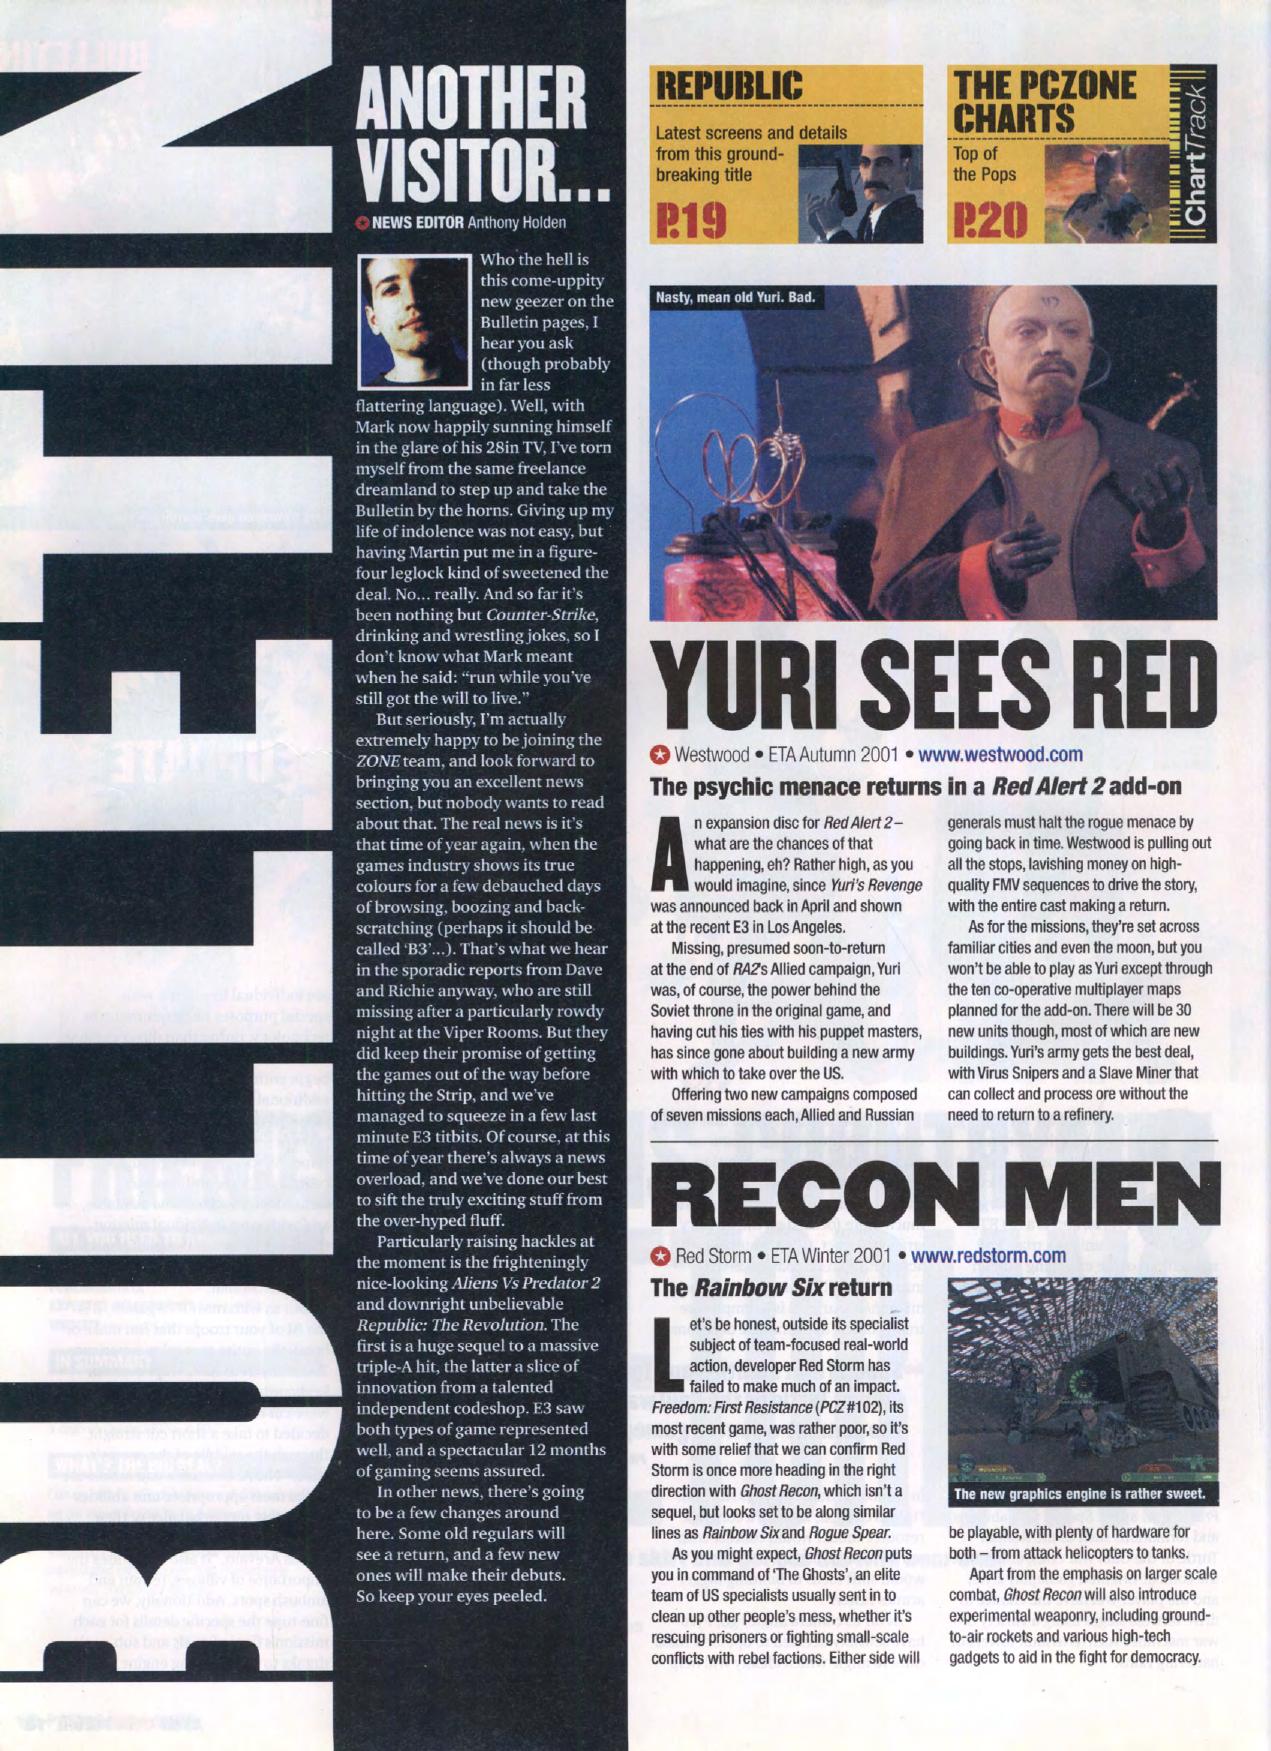 BULLETIN
ANOTHER
VISITOR...
NEWS EDITOR Anthony Holden
Who the hell is
this come-uppity
new geezer on the
Bulletin pages, I
hear you ask
(though probably
in far less
flattering language). Well, with
Mark now happily sunning himself
in the glare of his 28in TV, I've torn
myself from the same freelance
dreamland to step up and take the
Bulletin by the horns. Giving up my
life of indolence was not easy, but
having Martin put me in a figure-
four leglock kind of sweetened the
deal. No... really. And so far it's
been nothing but Counter-Strike,
drinking and wrestling jokes, so I
don't know what Mark meant
when he said: “run while you've
still got the will to live.”
But seriously, I'm actually
extremely happy to be joining the
ZONE team, and look forward to
bringing you an excellent news
section, but nobody wants to read
about that. The real news is it's
that time of year again, when the
games industry shows its true
colours for a few debauched days
of browsing, boozing and back-
scratching (perhaps it should be
called 'B3'...). That's what we hear
in the sporadic reports from Dave
and Richie anyway, who are still
missing after a particularly rowdy
night at the Viper Rooms. But they
did keep their promise of getting
the games out of the way before
hitting the Strip, and we've
managed to squeeze in a few last
minute E3 titbits. Of course, at this
time of year there's always a news
overload, and we've done our best
to sift the truly exciting stuff from
the over-hyped fluff.
Particularly raising hackles at
the moment is the frighteningly
nice-looking Aliens Vs Predator 2
and downright unbelievable
Republic: The Revolution. The
first is a huge sequel to a massive
triple-A hit, the latter a slice of
innovation from a talented
independent codeshop. E3 saw
both types of game represented
well, and a spectacular 12 months
of gaming seems assured.
In other news, there's going
to be a few changes around
here. Some old regulars will
see a return, and a few new
ones will make their debuts.
So keep your eyes peeled.
REPUBLIC
Latest screens and details
from this ground-
breaking title
P.19
THE PCZONE
CHARTS
Top of
the Pops
P.20
ChartTrack
Nasty, mean old Yuri. Bad.
YURI SEES RED
Westwood • ETA Autumn 2001 • www.westwood.com
The psychic menace returns in a Red Alert 2 add-on
An expansion disc for Red Alert 2 –
what are the chances of that
happening, eh? Rather high, as you
would imagine, since Yuri's Revenge
was announced back in April and shown
at the recent E3 in Los Angeles.
Missing, presumed soon-to-return
at the end of RA2's Allied campaign, Yuri
was, of course, the power behind the
Soviet throne in the original game, and
having cut his ties with his puppet masters,
has since gone about building a new army
with which to take over the US.
Offering two new campaigns composed
of seven missions each, Allied and Russian
generals must halt the rogue menace by
going back in time. Westwood is pulling out
all the stops, lavishing money on high-
quality FMV sequences to drive the story,
with the entire cast making a return.
As for the missions, they're set across
familiar cities and even the moon, but you
won't be able to play as Yuri except through
the ten co-operative multiplayer maps
planned for the add-on. There will be 30
new units though, most of which are new
buildings. Yuri's army gets the best deal,
with Virus Snipers and a Slave Miner that
can collect and process ore without the
need to return to a refinery.
RECON MEN
Red Storm • ETA Winter 2001 • www.redstorm.com
The Rainbow Six return
Let's be honest, outside its specialist
subject of team-focused real-world
action, developer Red Storm has
failed to make much of an impact.
Freedom: First Resistance (PCZ #102), its
most recent game, was rather poor, so it's
with some relief that we can confirm Red
Storm is once more heading in the right
direction with Ghost Recon, which isn't a
sequel, but looks set to be along similar
lines as Rainbow Six and Rogue Spear.
As you might expect, Ghost Recon puts
you in command of 'The Ghosts', an elite
team of US specialists usually sent in to
clean up other people's mess, whether it's
rescuing prisoners or fighting small-scale
conflicts with rebel factions. Either side will
The new graphics engine is rather sweet.
be playable, with plenty of hardware for
both – from attack helicopters to tanks.
Apart from the emphasis on larger scale
combat, Ghost Recon will also introduce
experimental weaponry, including ground-
to-air rockets and various high-tech
gadgets to aid in the fight for democracy.